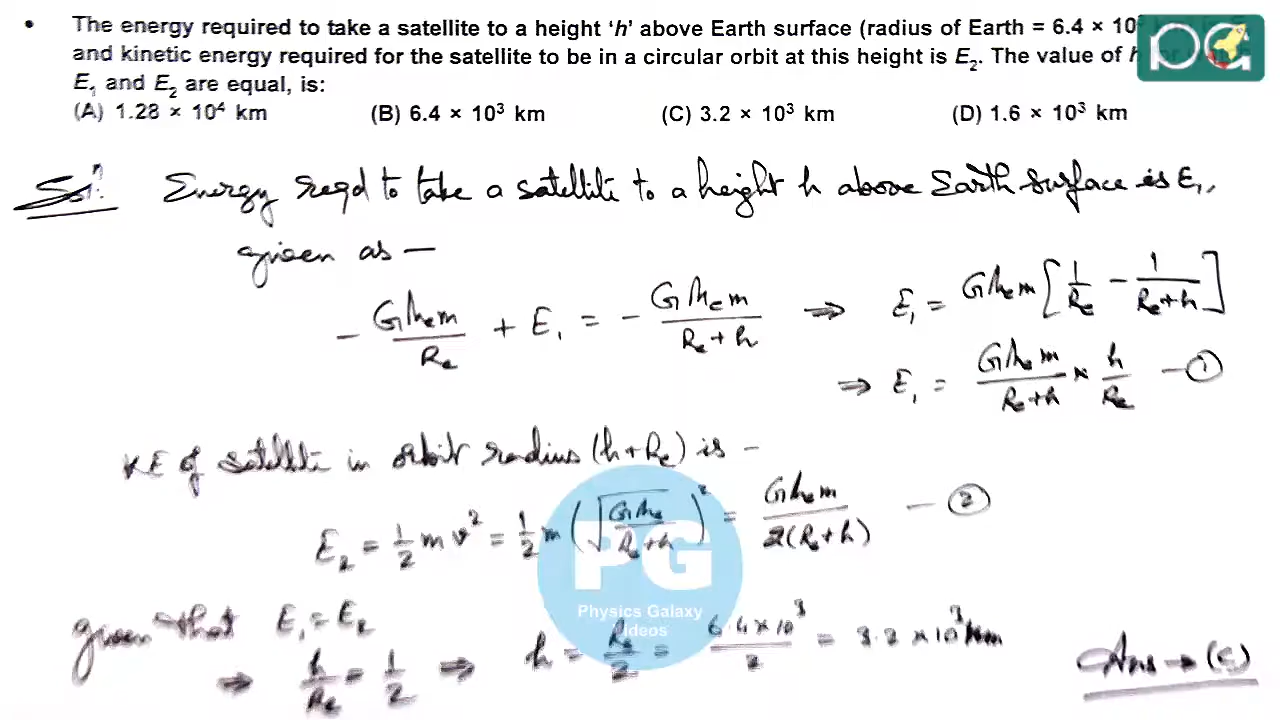 • The energy required to take a satellite to a height ‘h’ above Earth surface (radius of Earth = 6.4 × 10
and kinetic energy required for the satellite to be in a circular orbit at this height is E₂. The value of h
E₁ and E₂ are equal, is:
(A) 1.28 × 10⁴ km (B) 6.4 × 10³ km (C) 3.2 × 10³ km (D) 1.6 × 10³ km
PG
Solⁿ: Energy reqd to take a satellite to a height h above Earth surface is E₁,
given as —
- GMₑm/Rₑ + E₁ = - GMₑm/(Rₑ+h) ⇒ E₁ = GMₑm [1/Rₑ - 1/(Rₑ+h)]
⇒ E₁ = GMₑm/(Rₑ+h) × h/Rₑ —①
KE of satellite in orbit radius (h+Rₑ) is —
E₂ = 1/2 mv² = 1/2 m (√(GMₑ/(Rₑ+h)))² = GMₑm/2(Rₑ+h) —②
PG
Physics Galaxy
Videos
given that E₁ = E₂
⇒ h/Rₑ = 1/2 ⇒ h = Rₑ/2 = 6.4×10³/2 = 3.2×10³ km
Ans → (C)